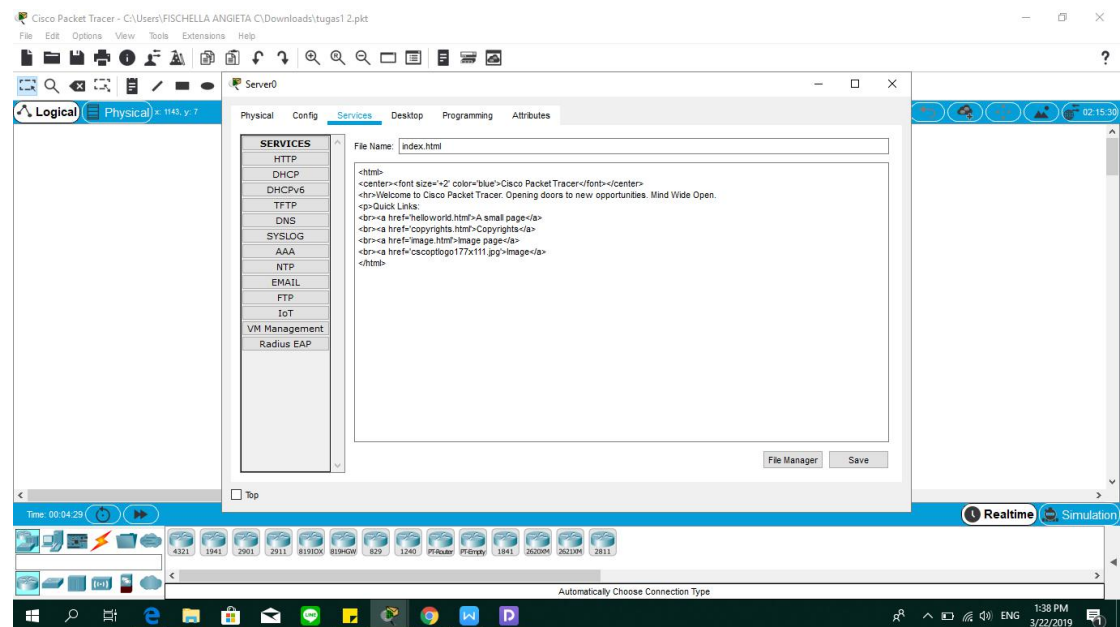 Cisco Packet Tracer - C:\Users\FISCHELLA ANGIETA C\Downloads\tugas1 2.pkt
File Edit Options View Tools Extensions Help
Server0
Logical Physical x: 1143, y: 7
02:15:30
Physical Config Services Desktop Programming Attributes
SERVICES
HTTP
DHCP
DHCPv6
TFTP
DNS
SYSLOG
AAA
NTP
EMAIL
FTP
IoT
VM Management
Radius EAP
File Name: index.html
<html>
<center><font size='+2' color='blue'>Cisco Packet Tracer</font></center>
<hr>Welcome to Cisco Packet Tracer. Opening doors to new opportunities. Mind Wide Open.
<p>Quick Links:
<br><a href='helloworld.html'>A small page</a>
<br><a href='copyrights.html'>Copyrights</a>
<br><a href='image.html'>Image page</a>
<br><a href='cscoptlogo177x111.jpg'>Image</a>
</html>
File Manager Save
Top
Time: 00:04:29
Realtime Simulation
4321 1941 2901 2911 819IOX 819HGW 829 1240 PT-Router PT-Empty 1841 2620XM 2621XM 2811
Automatically Choose Connection Type
ENG
1:38 PM
3/22/2019